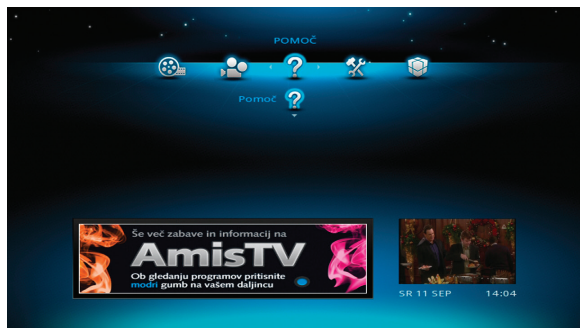 POMOČ
Pomoč
Še več zabave in informacij na
AmisTV
Ob gledanju programov pritisnite
modri gumb na vašem daljincu
SR 11 SEP 14:04